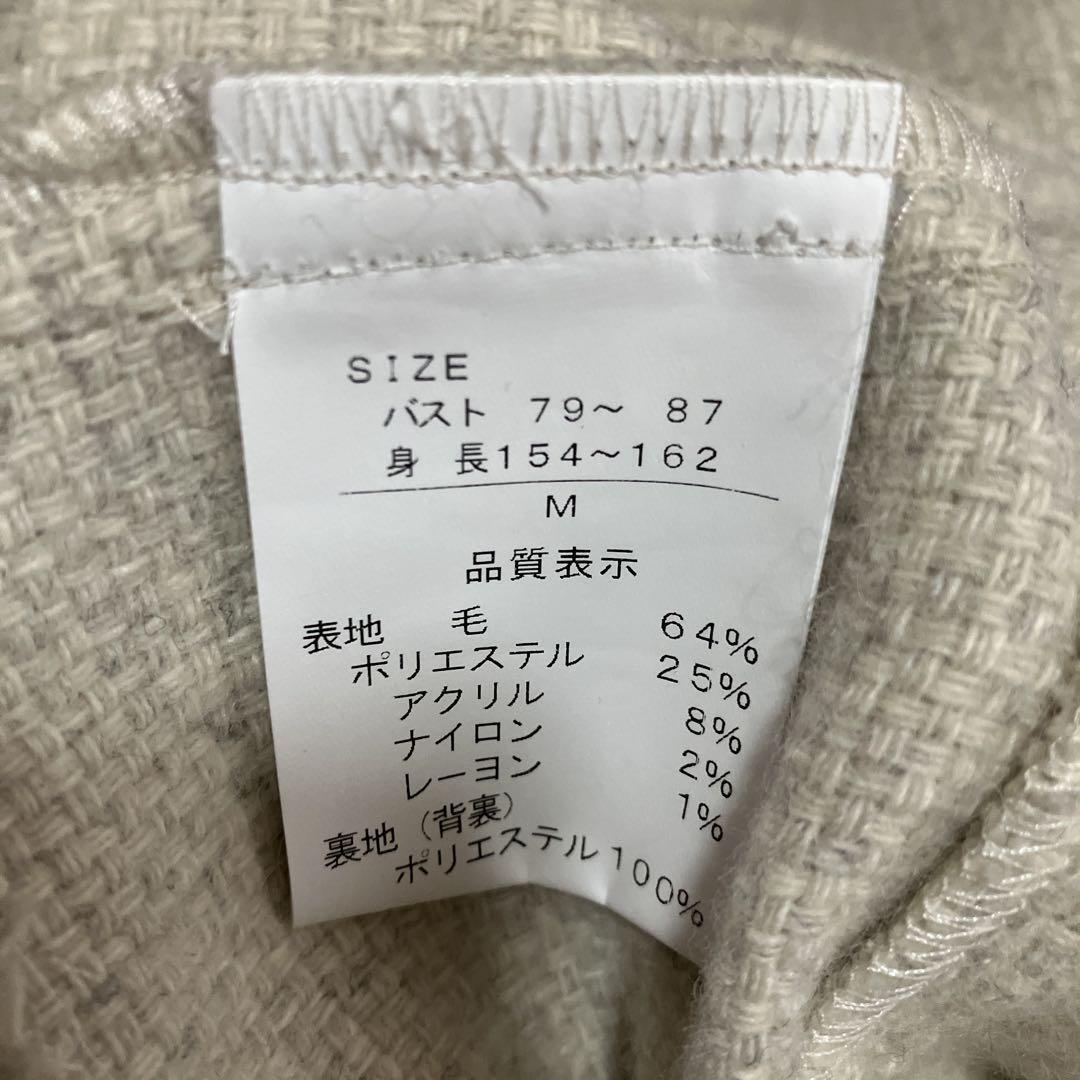 SIZE
バスト 79～ 87
身 長154～162
M
品質表示
表地 毛 64%
ポリエステル 25%
アクリル 8%
ナイロン 2%
レーヨン 1%
裏地 (背裏)
ポリエステル100%